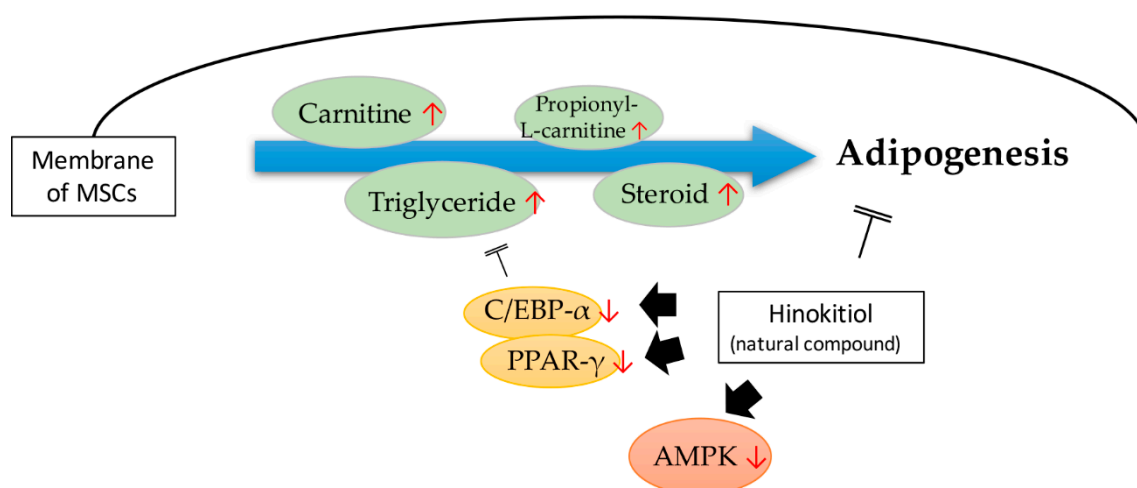 Carnitine ↑
Propionyl-
L-carnitine ↑
Membrane
of MSCs
Adipogenesis
Triglyceride ↑
Steroid ↑
C/EBP-α ↓
PPAR-γ ↓
Hinokitiol
(natural compound)
AMPK ↓